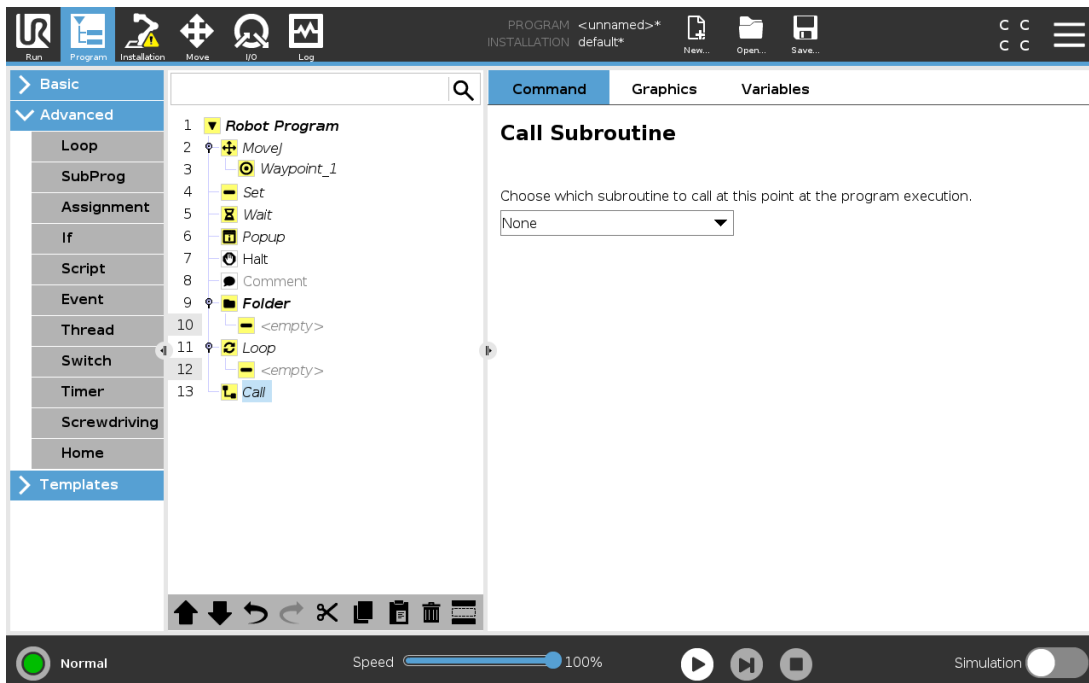 PROGRAM <unnamed>*
INSTALLATION default*
C C
C C
Run Program Installation Move I/O Log New... Open... Save...
Basic
Advanced
Loop
SubProg
Assignment
If
Script
Event
Thread
Switch
Timer
Screwdriving
Home
Templates
1 Robot Program
2 MoveJ
3 Waypoint_1
4 Set
5 Wait
6 Popup
7 Halt
8 Comment
9 Folder
10 <empty>
11 Loop
12 <empty>
13 Call
Command Graphics Variables
Call Subroutine
Choose which subroutine to call at this point at the program execution.
None
Normal Speed 100% Simulation